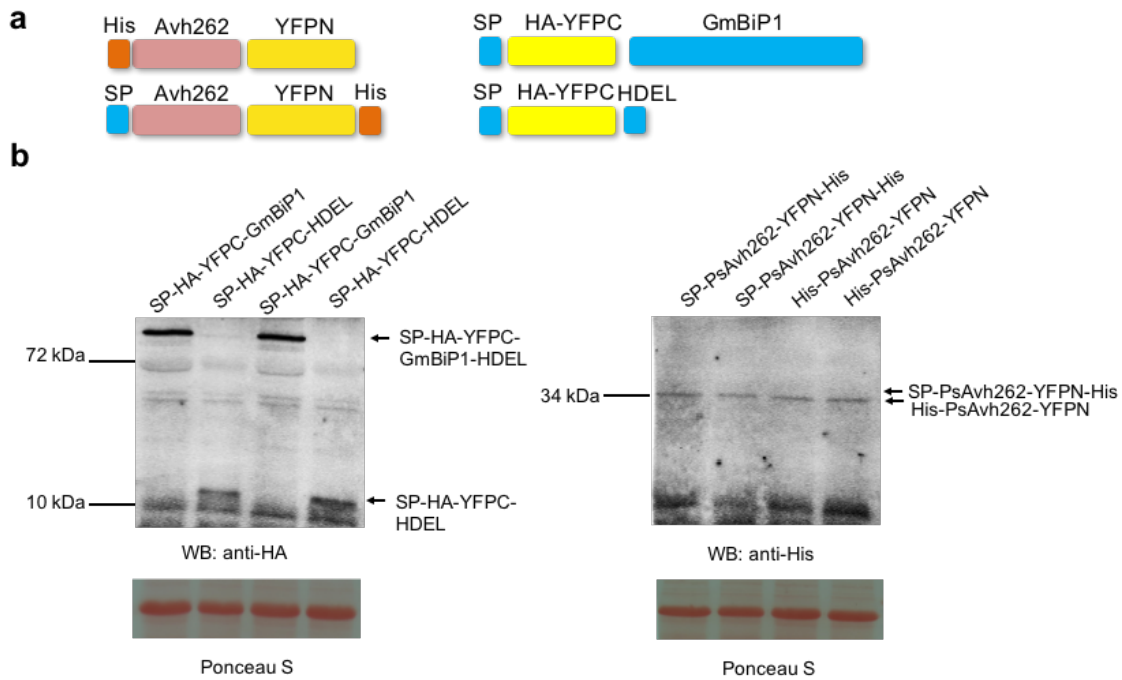 a
His Avh262 YFPN
SP HA-YFPC GmBiP1
SP Avh262 YFPN His
SP HA-YFPC HDEL
b
SP-HA-YFPC-GmBiP1
SP-HA-YFPC-HDEL
SP-HA-YFPC-GmBiP1
SP-HA-YFPC-HDEL
72 kDa
10 kDa
SP-HA-YFPC-
GmBiP1-HDEL
SP-HA-YFPC-
HDEL
WB: anti-HA
Ponceau S
SP-PsAvh262-YFPN-His
SP-PsAvh262-YFPN-His
His-PsAvh262-YFPN
His-PsAvh262-YFPN
34 kDa
SP-PsAvh262-YFPN-His
His-PsAvh262-YFPN
WB: anti-His
Ponceau S